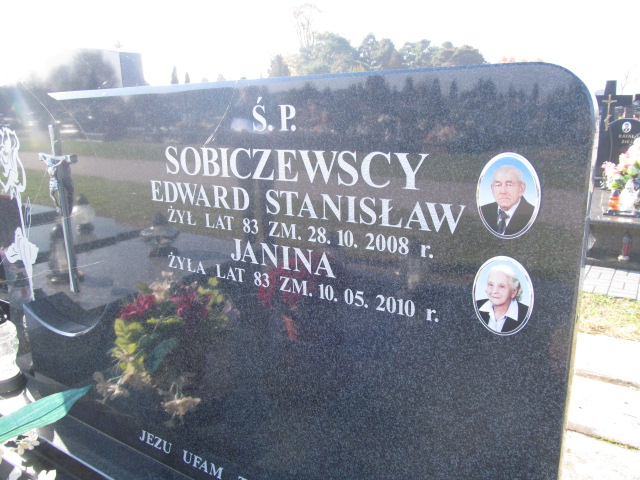 Ś. P.
SOBICZEWSCY
EDWARD STANISŁAW
ŻYŁ LAT 83 ZM. 28. 10. 2008 r.
JANINA
ŻYŁA LAT 83 ZM. 10. 05. 2010 r.
JEZU UFAM